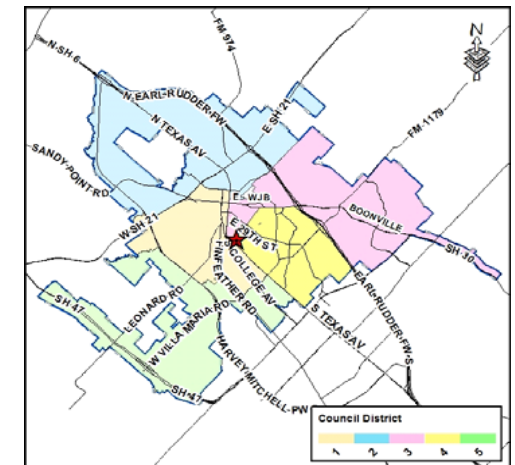 N
FM 974
N-SH-6
N-EARL-RUDDER-FW
E SH 21
N TEXAS-AV
FM-1179
SANDY-POINT-RD
E WJB
BOONVILLE
W-SH 21
E 29TH ST
SH-30
S COLLEGE-AV
FINFEATHER RD
LEONARD RD
EARL-RUDDER-FW-S
SH 47
W VILLA MARIA-RD
S TEXAS AV
SH-47
HARVEY-MITCHELL-PW
Council District
1 2 3 4 5